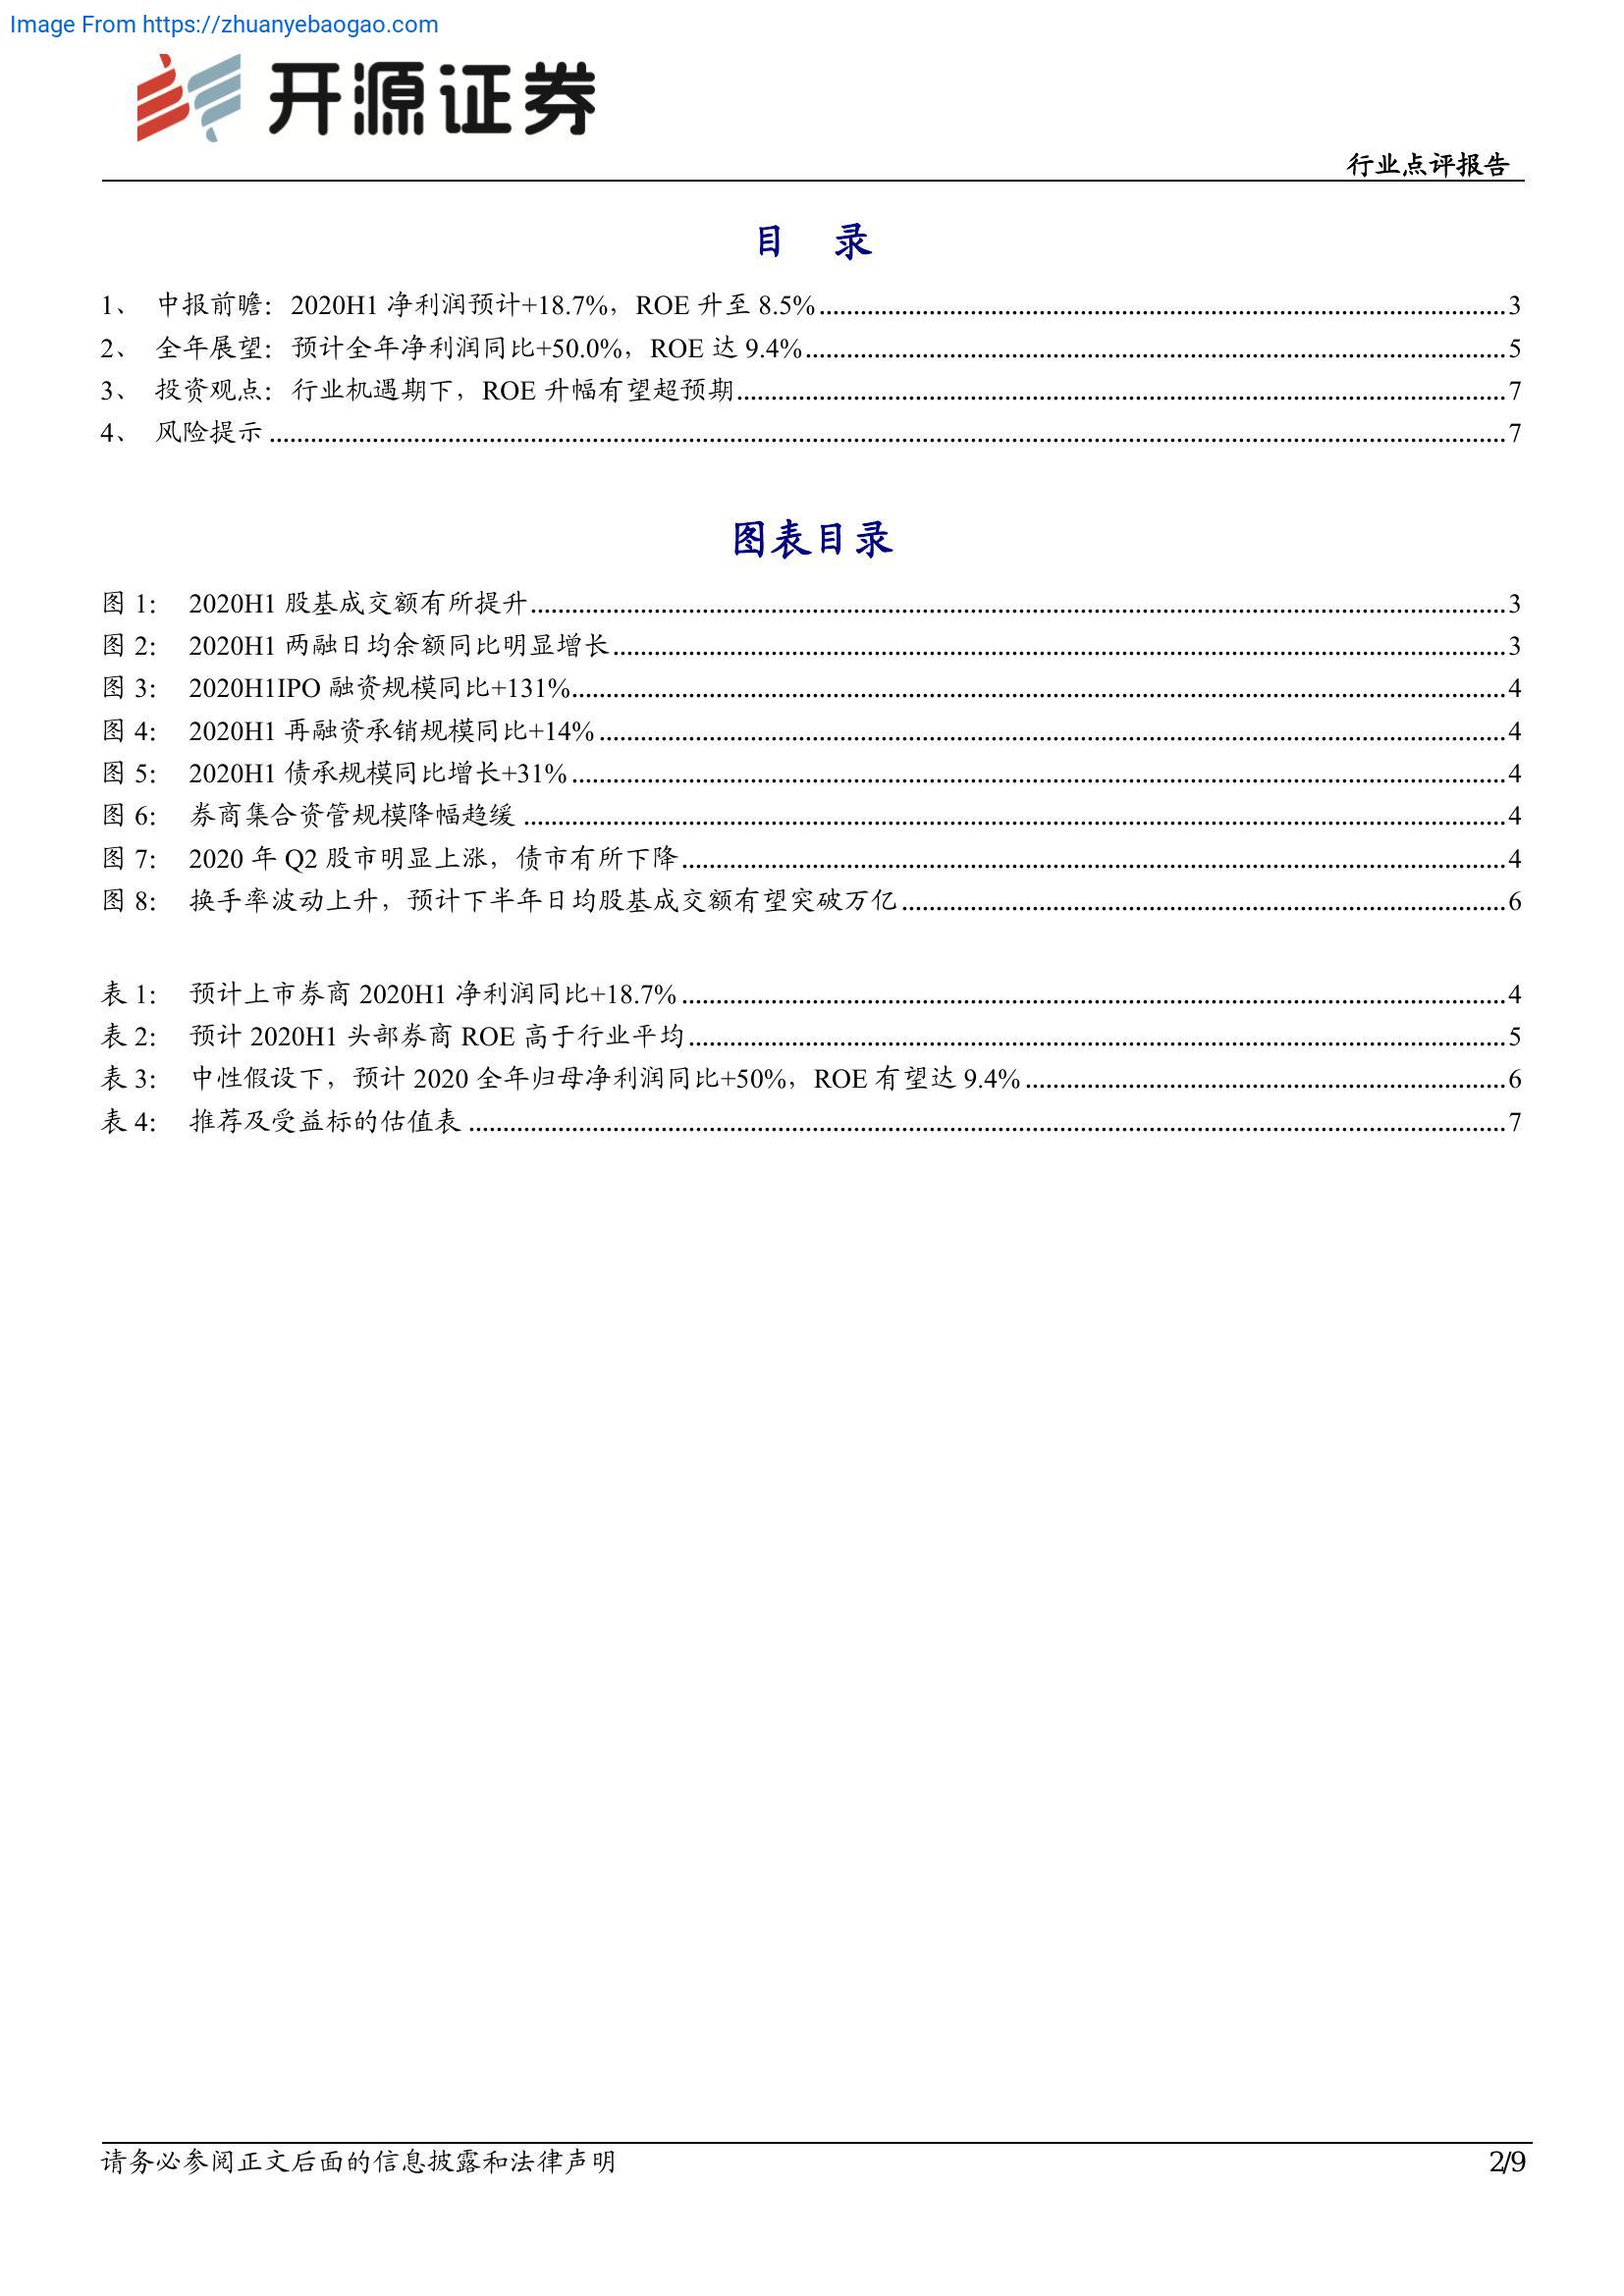 Image From https://zhuanyebaogao.com
开源证券
行业点评报告
目 录
1、 中报前瞻：2020H1 净利润预计+18.7%，ROE 升至 8.5% 3
2、 全年展望：预计全年净利润同比+50.0%，ROE 达 9.4% 5
3、 投资观点：行业机遇期下，ROE 升幅有望超预期 7
4、 风险提示 7
图表目录
图 1： 2020H1 股基成交额有所提升 3
图 2： 2020H1 两融日均余额同比明显增长 3
图 3： 2020H1IPO 融资规模同比+131% 4
图 4： 2020H1 再融资承销规模同比+14% 4
图 5： 2020H1 债承规模同比增长+31% 4
图 6： 券商集合资管规模降幅趋缓 4
图 7： 2020 年 Q2 股市明显上涨，债市有所下降 4
图 8： 换手率波动上升，预计下半年日均股基成交额有望突破万亿 6
表 1： 预计上市券商 2020H1 净利润同比+18.7% 4
表 2： 预计 2020H1 头部券商 ROE 高于行业平均 5
表 3： 中性假设下，预计 2020 全年归母净利润同比+50%，ROE 有望达 9.4% 6
表 4： 推荐及受益标的估值表 7
请务必参阅正文后面的信息披露和法律声明 2/9